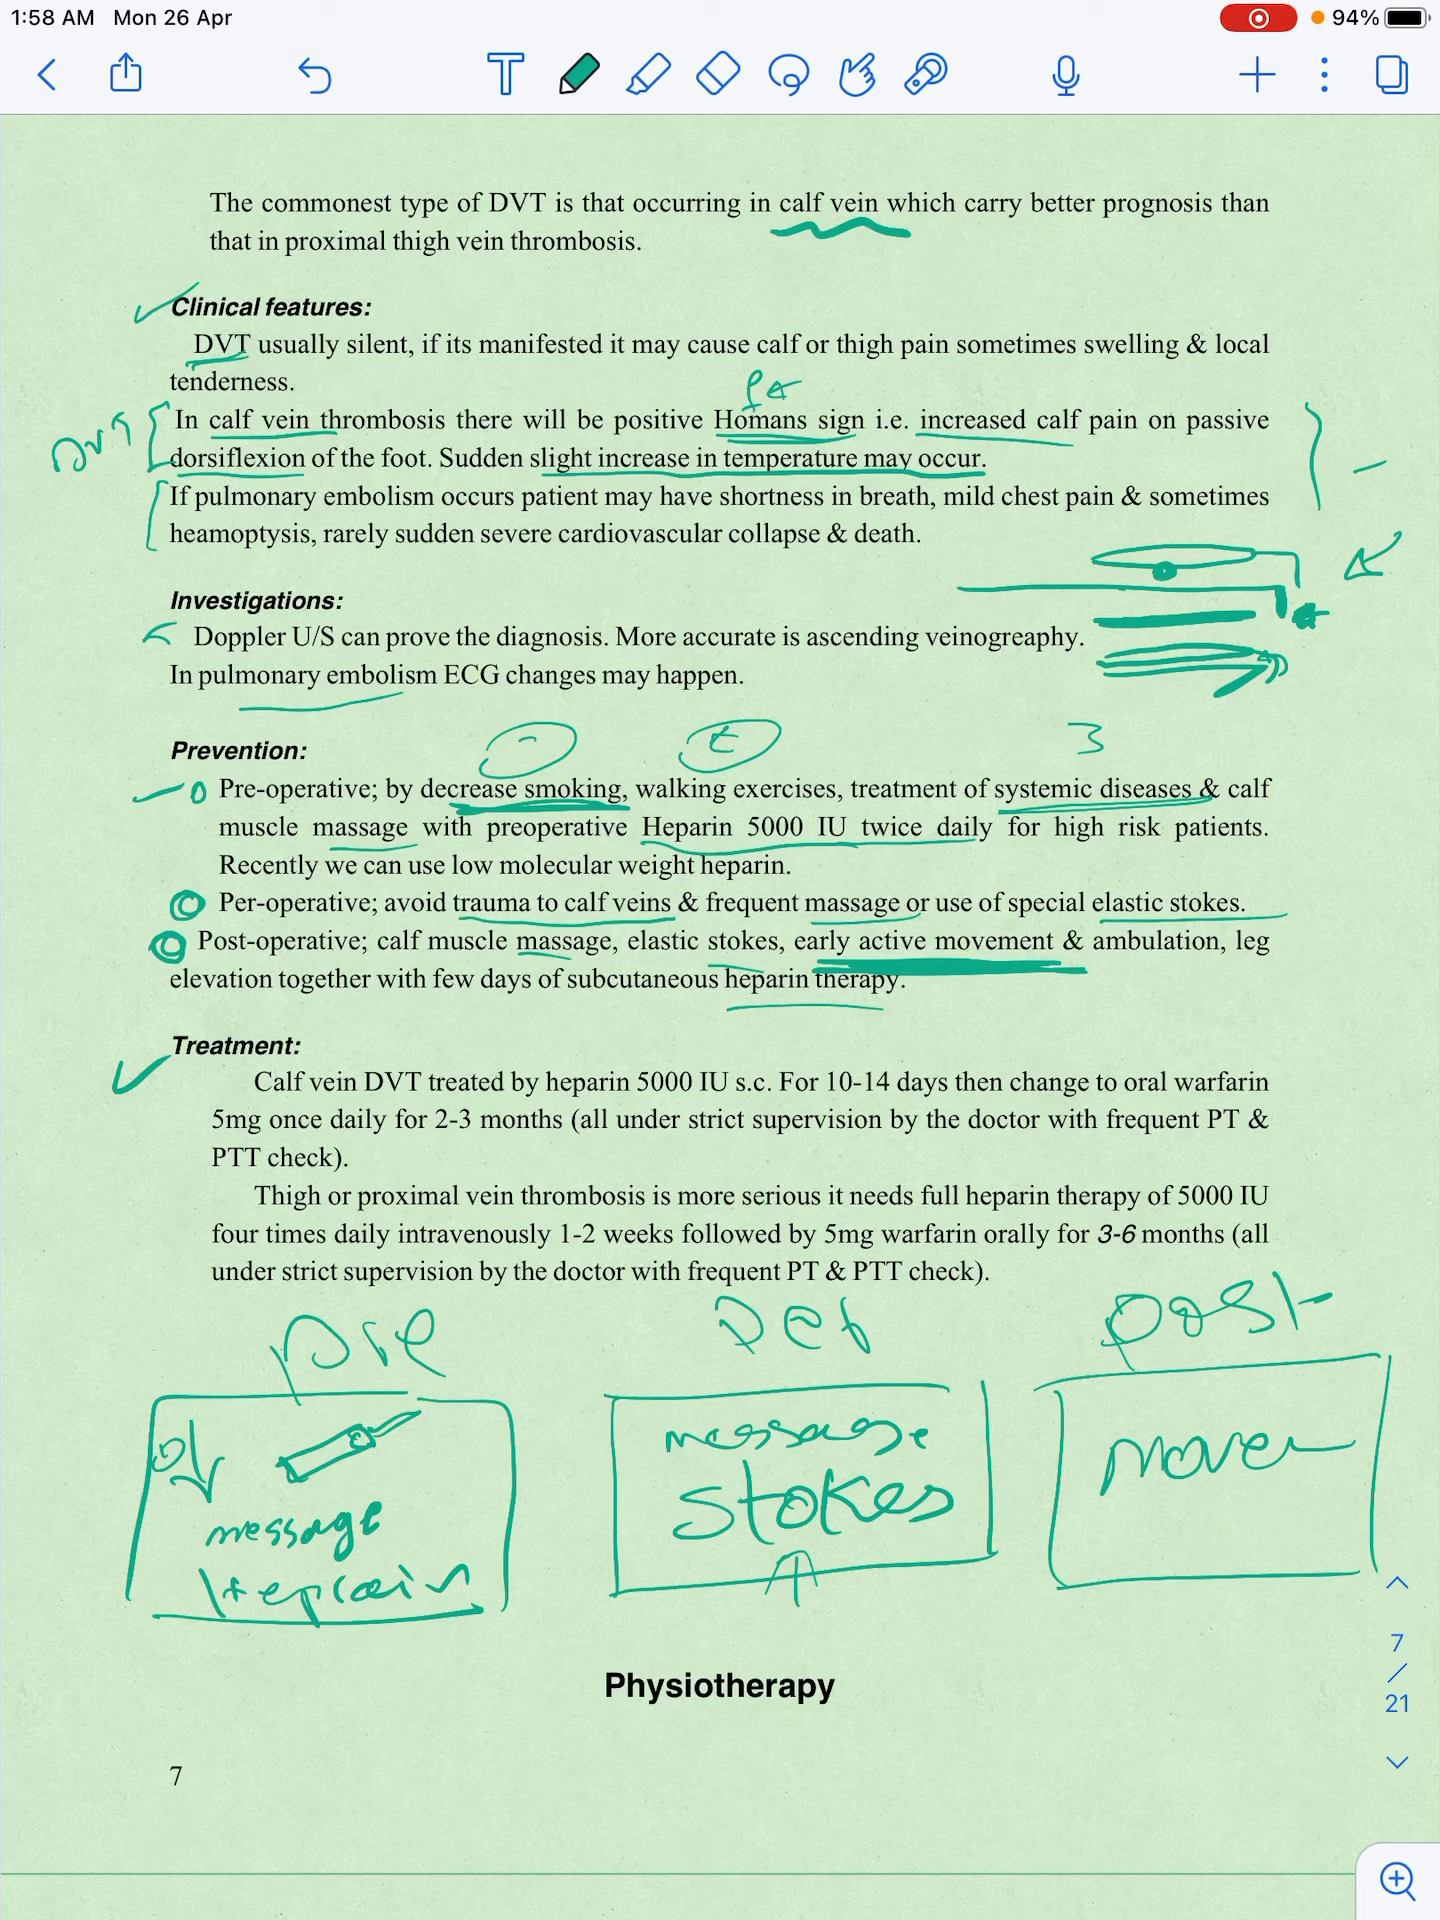 1:58 AM Mon 26 Apr
94%
The commonest type of DVT is that occurring in calf vein which carry better prognosis than
that in proximal thigh vein thrombosis.
Clinical features:
DVT usually silent, if its manifested it may cause calf or thigh pain sometimes swelling & local
tenderness.
In calf vein thrombosis there will be positive Homans sign i.e. increased calf pain on passive
DVT
dorsiflexion of the foot. Sudden slight increase in temperature may occur.
If pulmonary embolism occurs patient may have shortness in breath, mild chest pain & sometimes
heamoptysis, rarely sudden severe cardiovascular collapse & death.
Investigations:
Doppler U/S can prove the diagnosis. More accurate is ascending veinogreaphy.
In pulmonary embolism ECG changes may happen.
3
Prevention:
Pre-operative; by decrease smoking, walking exercises, treatment of systemic diseases & calf
muscle massage with preoperative Heparin 5000 IU twice daily for high risk patients.
Recently we can use low molecular weight heparin.
Per-operative; avoid trauma to calf veins & frequent massage or use of special elastic stokes.
Post-operative; calf muscle massage, elastic stokes, early active movement & ambulation, leg
elevation together with few days of subcutaneous heparin therapy.
Treatment:
Calf vein DVT treated by heparin 5000 IU s.c. For 10-14 days then change to oral warfarin
5mg once daily for 2-3 months (all under strict supervision by the doctor with frequent PT &
PTT check).
Thigh or proximal vein thrombosis is more serious it needs full heparin therapy of 5000 IU
four times daily intravenously 1-2 weeks followed by 5mg warfarin orally for 3-6 months (all
under strict supervision by the doctor with frequent PT & PTT check).
Pre Per post
message
stokes
move
message
Heprain
7
/
21
Physiotherapy
7